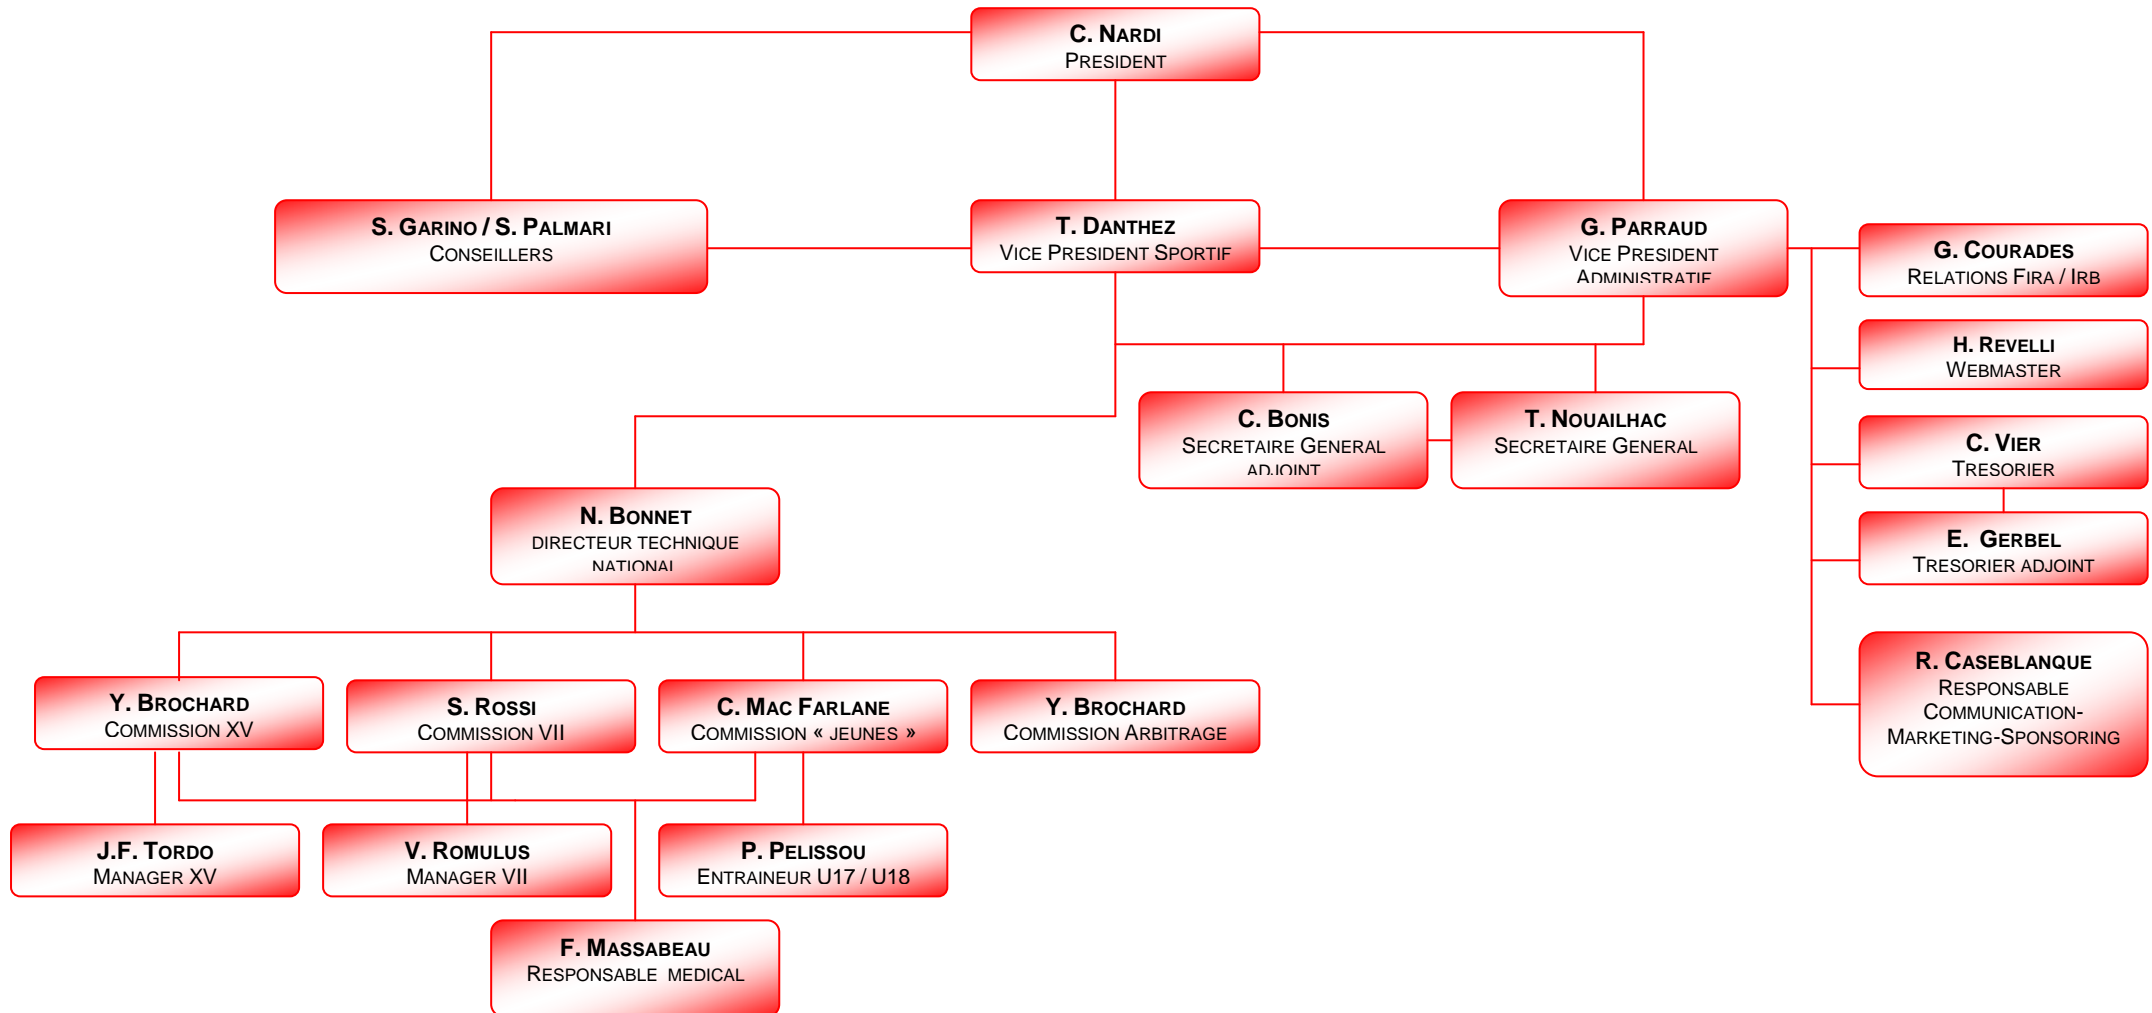 C. NARDI
PRESIDENT
S. GARINO / S. PALMARI
CONSEILLERS
T. DANTHEZ
VICE PRESIDENT SPORTIF
G. PARRAUD
VICE PRESIDENT
ADMINISTRATIF
G. COURADES
RELATIONS FIRA / IRB
H. REVELLI
WEBMASTER
C. BONIS
SECRETAIRE GENERAL
ADJOINT
T. NOUAILHAC
SECRETAIRE GENERAL
C. VIER
TRESORIER
N. BONNET
DIRECTEUR TECHNIQUE
NATIONAL
E. GERBEL
TRESORIER ADJOINT
Y. BROCHARD
COMMISSION XV
S. ROSSI
COMMISSION VII
C. MAC FARLANE
COMMISSION « JEUNES »
Y. BROCHARD
COMMISSION ARBITRAGE
R. CASEBLANQUE
RESPONSABLE
COMMUNICATION-
MARKETING-SPONSORING
J.F. TORDO
MANAGER XV
V. ROMULUS
MANAGER VII
P. PELISSOU
ENTRAINEUR U17 / U18
F. MASSABEAU
RESPONSABLE MEDICAL